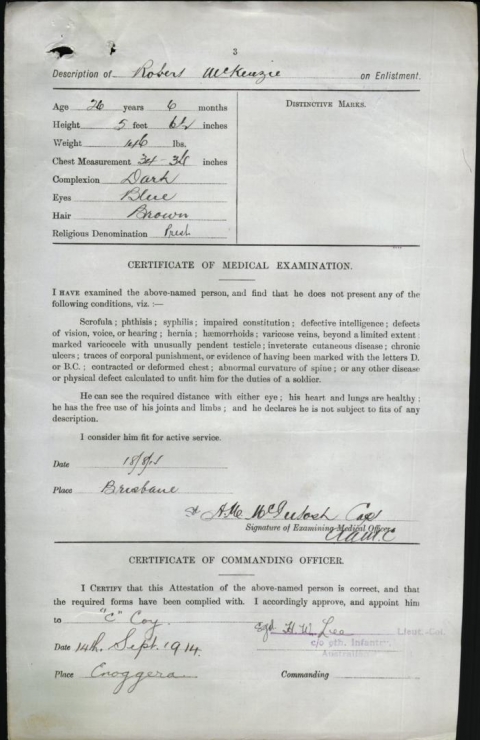 3
Description of Robert McKenzie on Enlistment.
Age 26 years 6 months
Height 5 feet 6½ inches
Weight 146 lbs.
Chest Measurement 34 - inches
Complexion Dark
Eyes Blue
Hair Brown
Religious Denomination Presb.
DISTINCTIVE MARKS.
CERTIFICATE OF MEDICAL EXAMINATION.
I HAVE examined the above-named person, and find that he does not present any of the
following conditions, viz. :—
Scrofula ; phthisis ; syphilis ; impaired constitution ; defective intelligence ; defects
of vision, voice, or hearing ; hernia ; hæmorrhoids ; varicose veins, beyond a limited extent ;
marked varicocele with unusually pendent testicle ; inveterate cutaneous disease ; chronic
ulcers ; traces of corporal punishment, or evidence of having been marked with the letters D.
or B.C. ; contracted or deformed chest ; abnormal curvature of spine ; or any other disease
or physical defect calculated to unfit him for the duties of a soldier.
He can see the required distance with either eye ; his heart and lungs are healthy ;
he has the free use of his joints and limbs ; and he declares he is not subject to fits of any
description.
I consider him fit for active service.
Date
Place Brisbane
McIntosh Capt
Signature of Examining Medical Officer.
AAMC
CERTIFICATE OF COMMANDING OFFICER.
I CERTIFY that this Attestation of the above-named person is correct, and that
the required forms have been complied with. I accordingly approve, and appoint him
to "C" Coy.
Sgd H. W. Lee Lieut.-Col.
c/o 9th. Infantry
Date 14th. Sept. 1914.
Place Enoggera Commanding